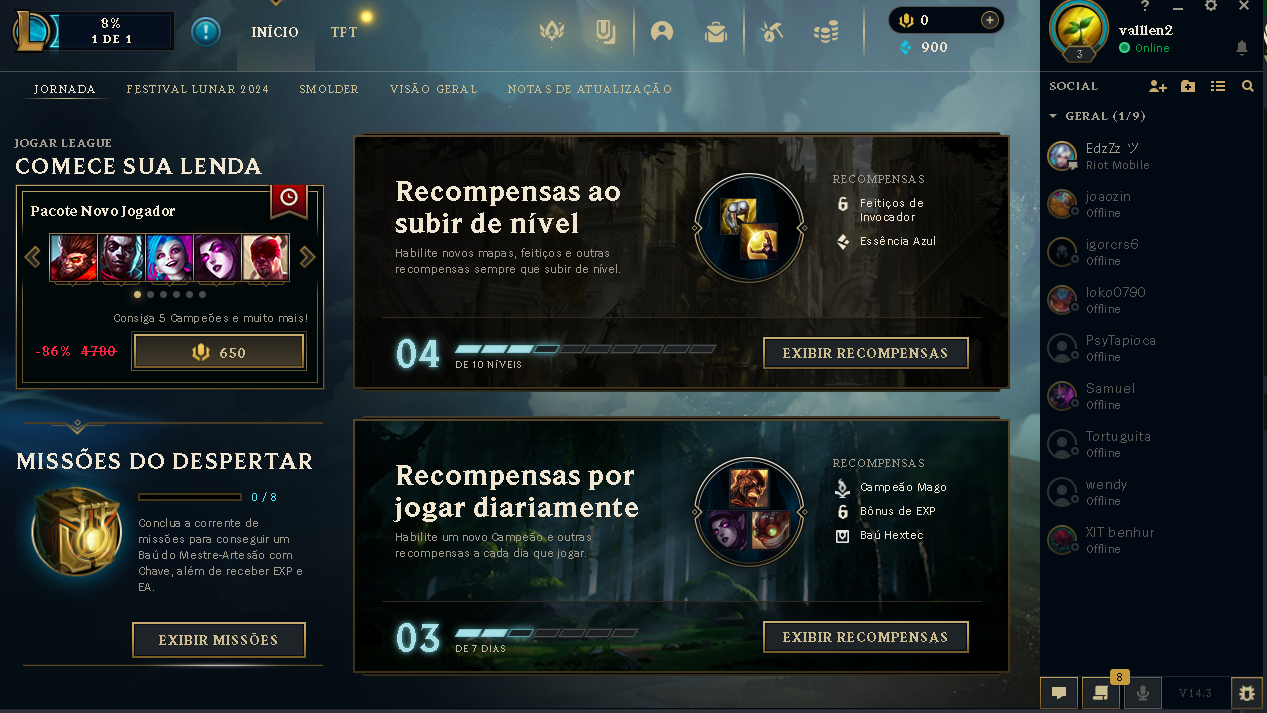 8%
1 DE 1
INÍCIO
TFT
0
900
vallien2
3
Online
JORNADA
FESTIVAL LUNAR 2024
SMOLDER
VISÃO GERAL
NOTAS DE ATUALIZAÇÃO
SOCIAL
GERAL (1/9)
JOGAR LEAGUE
COMECE SUA LENDA
Pacote Novo Jogador
Consiga 5 Campeões e muito mais!
-86% 4780
650
MISSÕES DO DESPERTAR
0 / 8
Conclua a corrente de
missões para conseguir um
Baú do Mestre-Artesão com
Chave, além de receber EXP e
EA.
EXIBIR MISSÕES
Recompensas ao
subir de nível
Habilite novos mapas, feitiços e outras
recompensas sempre que subir de nível.
RECOMPENSAS
Feitiços de
Invocador
Essência Azul
04
DE 10 NÍVEIS
EXIBIR RECOMPENSAS
Recompensas por
jogar diariamente
Habilite um novo Campeão e outras
recompensas a cada dia que jogar.
RECOMPENSAS
Campeão Mago
Bônus de EXP
Baú Hextec
03
DE 7 DIAS
EXIBIR RECOMPENSAS
EdzZz ツ
Riot Mobile
joaozin
Offline
igorcrs6
Offline
loko0790
Offline
PsyTapioca
Offline
Samuel
Offline
Tortuguita
Offline
wendy
Offline
XIT benhur
Offline
8
V14.3